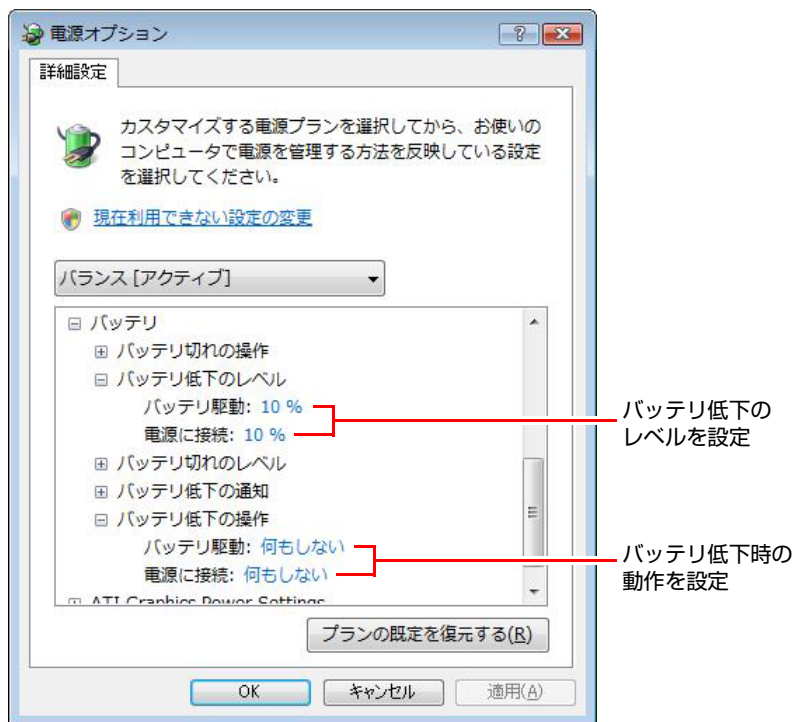 電源オプション
詳細設定
カスタマイズする電源プランを選択してから、お使いの
コンピュータで電源を管理する方法を反映している設定
を選択してください。
現在利用できない設定の変更
バランス [アクティブ]
バッテリ
バッテリ切れの操作
バッテリ低下のレベル
バッテリ駆動: 10 %
電源に接続: 10 %
バッテリ低下の
レベルを設定
バッテリ切れのレベル
バッテリ低下の通知
バッテリ低下の操作
バッテリ駆動: 何もしない
電源に接続: 何もしない
バッテリ低下時の
動作を設定
ATI Graphics Power Settings
プランの既定を復元する(R)
OK
キャンセル
適用(A)